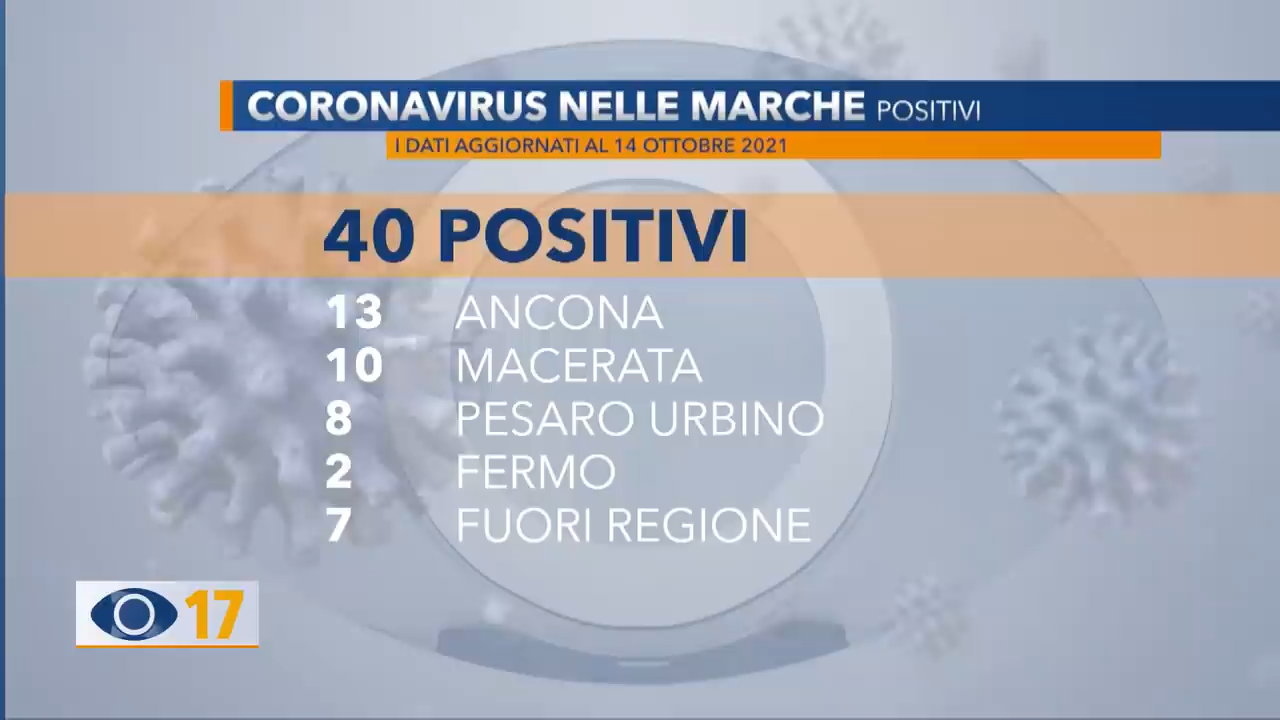 CORONAVIRUS NELLE MARCHE POSITIVI
I DATI AGGIORNATI AL 14 OTTOBRE 2021
40 POSITIVI
13 ANCONA
10 MACERATA
8 PESARO URBINO
2 FERMO
7 FUORI REGIONE
17